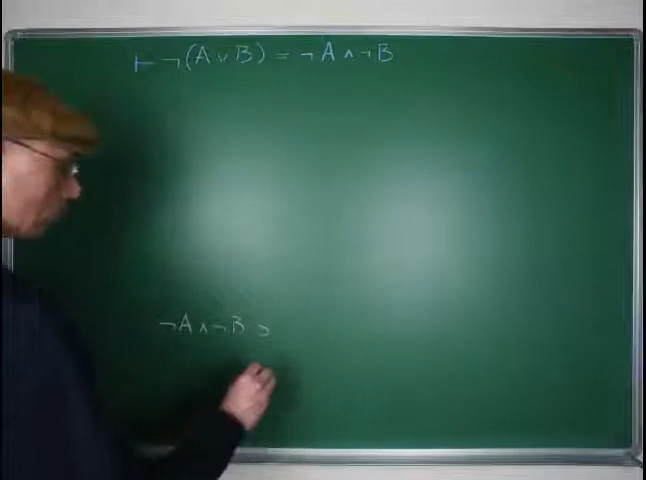 ⊢ ¬(A ∨ B) = ¬A ∧ ¬B
¬A ∧ ¬B ⊃